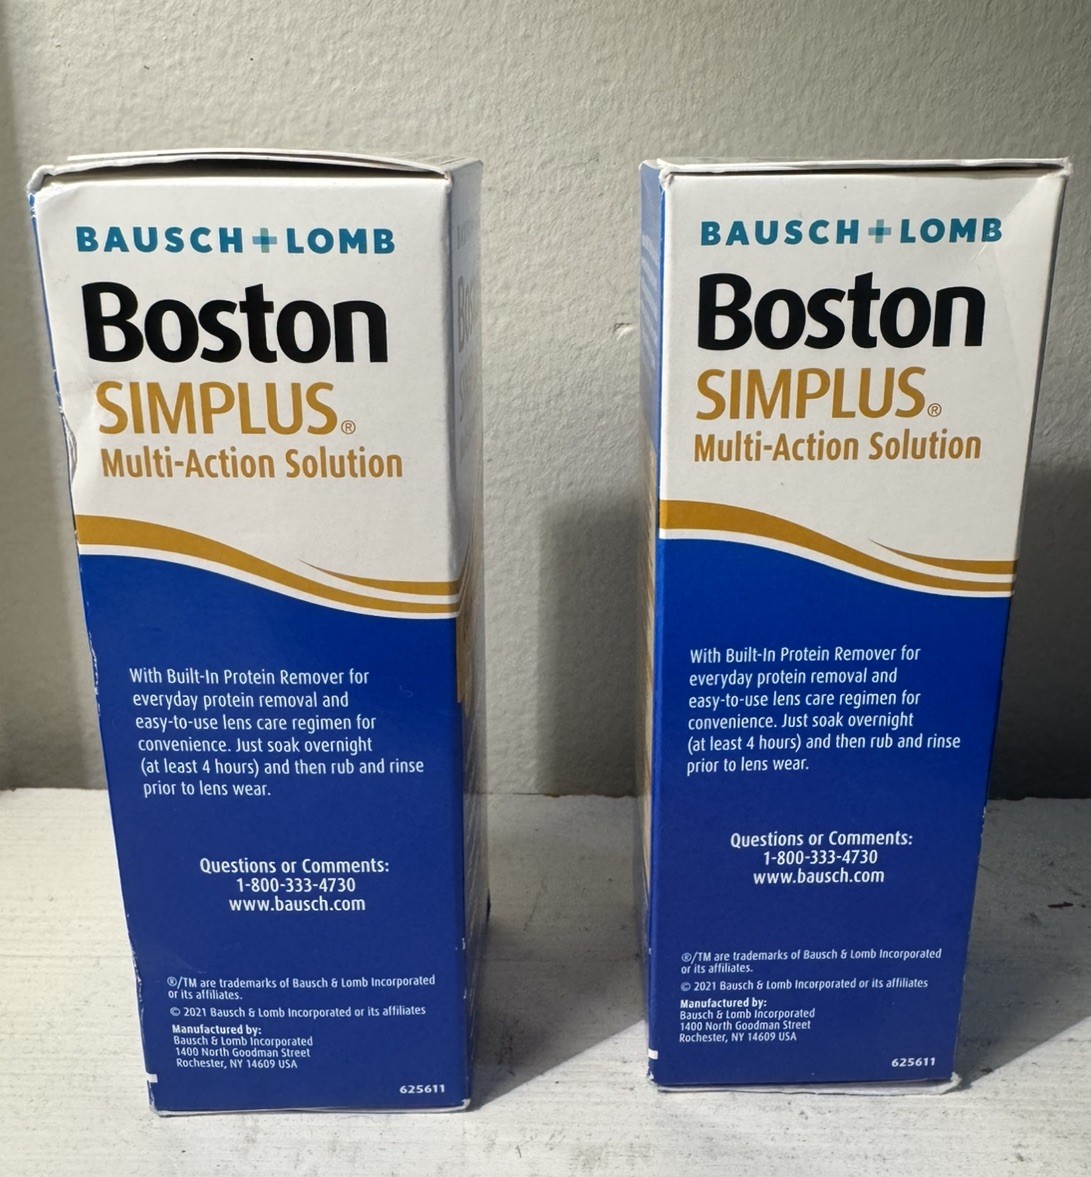 BAUSCH + LOMB
Boston
SIMPLUS®
Multi-Action Solution
With Built-In Protein Remover for
everyday protein removal and
easy-to-use lens care regimen for
convenience. Just soak overnight
(at least 4 hours) and then rub and rinse
prior to lens wear.
Questions or Comments:
1-800-333-4730
www.bausch.com
®/TM are trademarks of Bausch & Lomb Incorporated
or its affiliates.
© 2021 Bausch & Lomb Incorporated or its affiliates
Manufactured by:
Bausch & Lomb Incorporated
1400 North Goodman Street
Rochester, NY 14609 USA
625611
BAUSCH + LOMB
Boston
SIMPLUS®
Multi-Action Solution
With Built-In Protein Remover for
everyday protein removal and
easy-to-use lens care regimen for
convenience. Just soak overnight
(at least 4 hours) and then rub and rinse
prior to lens wear.
Questions or Comments:
1-800-333-4730
www.bausch.com
®/TM are trademarks of Bausch & Lomb Incorporated
or its affiliates.
© 2021 Bausch & Lomb Incorporated or its affiliates
Manufactured by:
Bausch & Lomb Incorporated
1400 North Goodman Street
Rochester, NY 14609 USA
625611